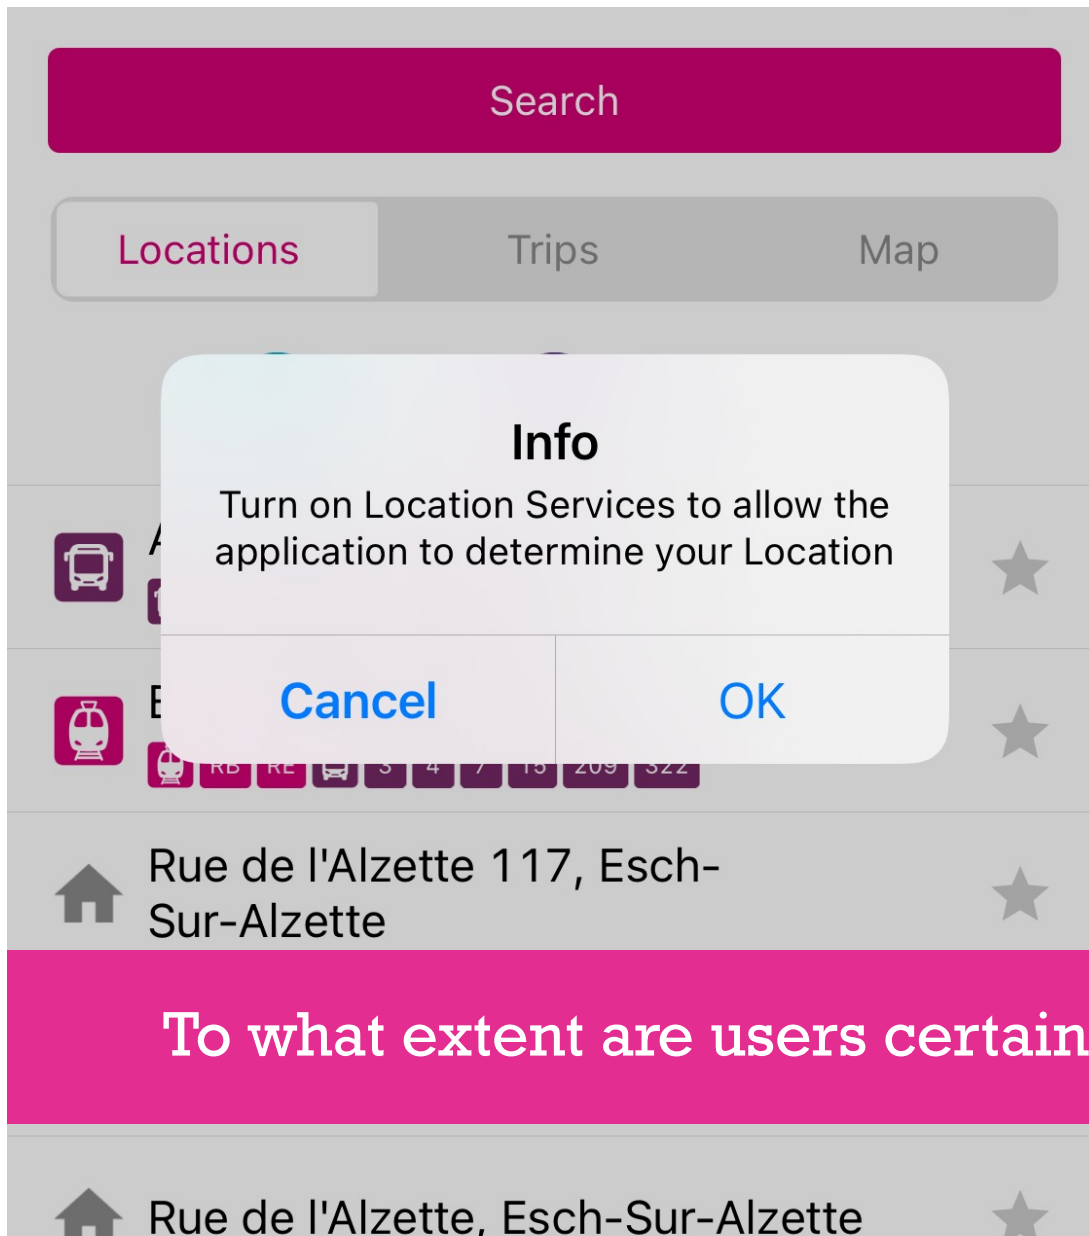 Search
Locations Trips Map
Info
Turn on Location Services to allow the
application to determine your Location
Cancel OK
RB RE 3 4 7 15 209 322
Rue de l'Alzette 117, Esch-
Sur-Alzette
To what extent are users certain
Rue de l'Alzette, Esch-Sur-Alzette